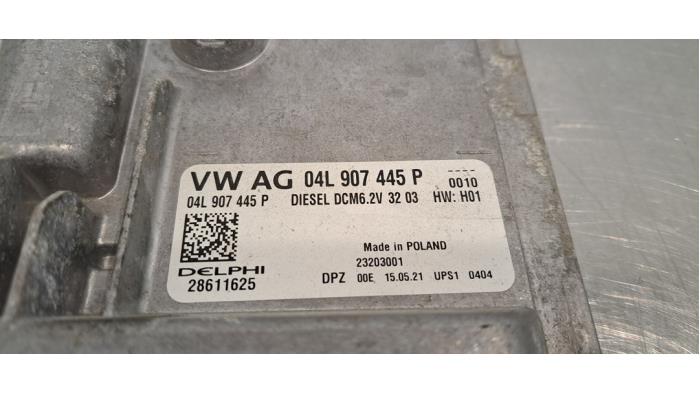 VW AG 04L 907 445 P
----
0010
04L 907 445 P DIESEL DCM6.2V 32 03 HW: H01
Made in POLAND
23203001
DELPHI
28611625
DPZ 00E 15.05.21 UPS1 0404